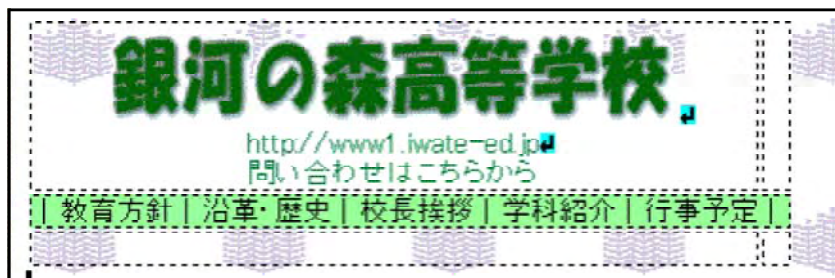 銀河の森高等学校
http://www1.iwate-ed.jp
問い合わせはこちらから
| 教育方針 | 沿革・歴史 | 校長挨拶 | 学科紹介 | 行事予定 |